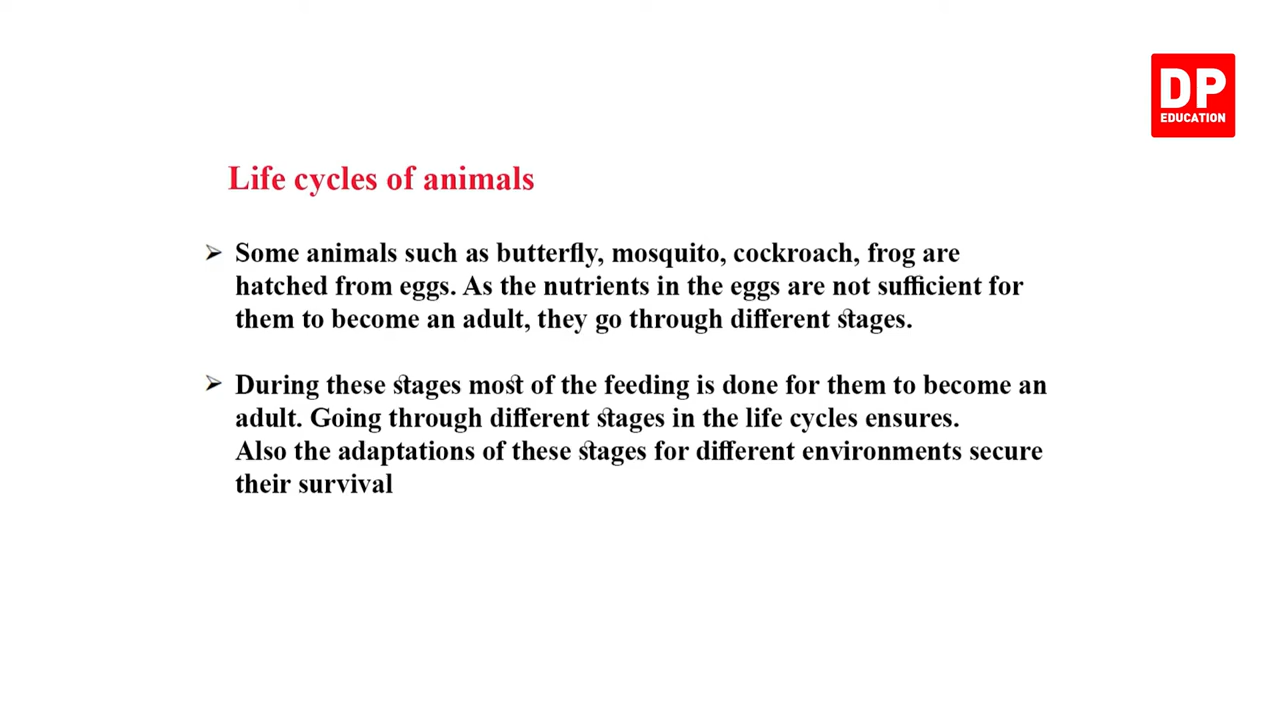 DP
EDUCATION
Life cycles of animals
Some animals such as butterfly, mosquito, cockroach, frog are
hatched from eggs. As the nutrients in the eggs are not sufficient for
them to become an adult, they go through different stages.
During these stages most of the feeding is done for them to become an
adult. Going through different stages in the life cycles ensures.
Also the adaptations of these stages for different environments secure
their survival